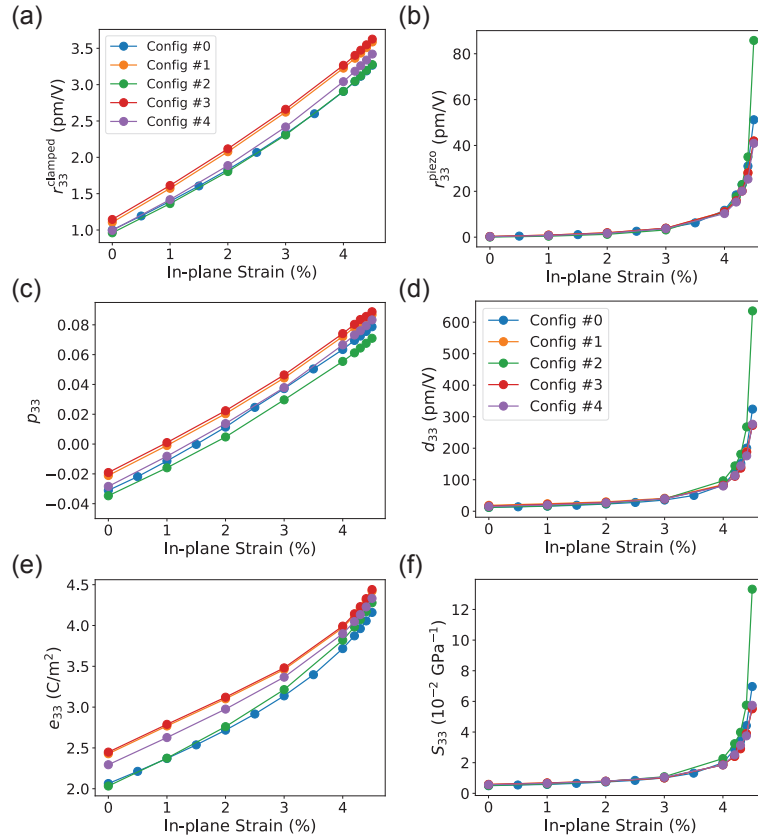 (a)
3.5
3.0
2.5
2.0
1.5
1.0
r33^clamped (pm/V)
Config #0
Config #1
Config #2
Config #3
Config #4
0 1 2 3 4
In-plane Strain (%)
(b)
80
60
40
20
0
r33^piezo (pm/V)
0 1 2 3 4
In-plane Strain (%)
(c)
0.08
0.06
0.04
0.02
0.00
−0.02
−0.04
p33
0 1 2 3 4
In-plane Strain (%)
(d)
600
500
400
300
200
100
0
d33 (pm/V)
Config #0
Config #1
Config #2
Config #3
Config #4
0 1 2 3 4
In-plane Strain (%)
(e)
4.5
4.0
3.5
3.0
2.5
2.0
e33 (C/m²)
0 1 2 3 4
In-plane Strain (%)
(f)
12
10
8
6
4
2
0
S33 (10⁻² GPa⁻¹)
0 1 2 3 4
In-plane Strain (%)